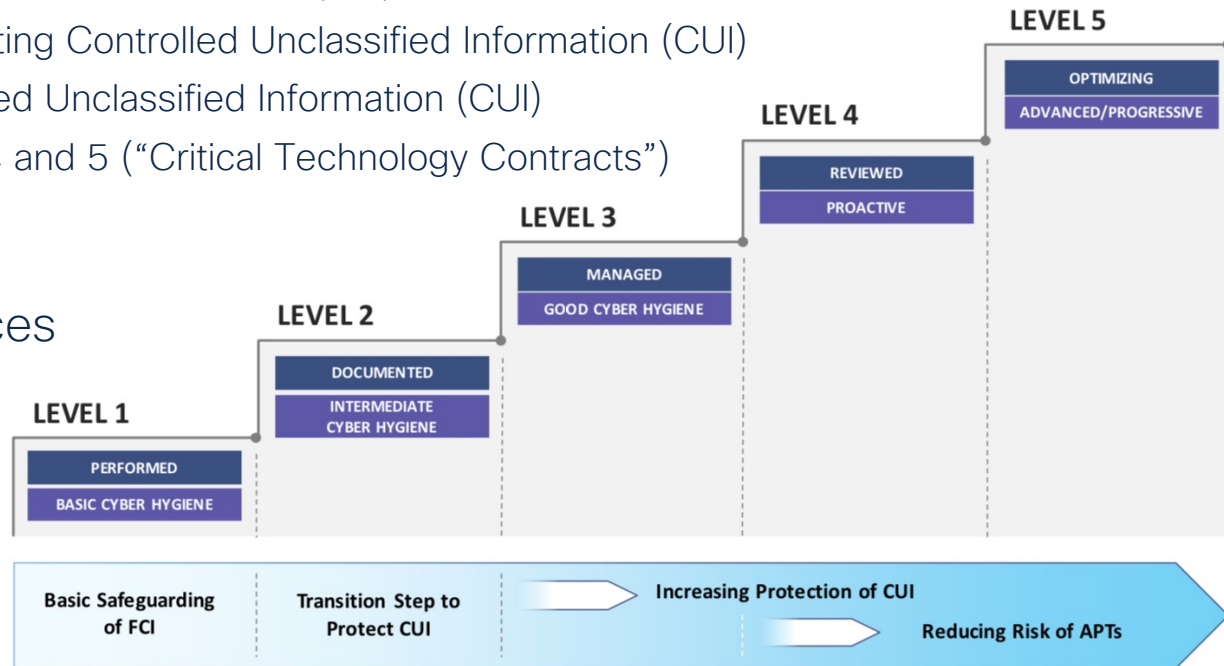 ting Controlled Unclassified Information (CUI)
ed Unclassified Information (CUI)
and 5 (“Critical Technology Contracts”)
ces
LEVEL 1
PERFORMED
BASIC CYBER HYGIENE
LEVEL 2
DOCUMENTED
INTERMEDIATE
CYBER HYGIENE
LEVEL 3
MANAGED
GOOD CYBER HYGIENE
LEVEL 4
REVIEWED
PROACTIVE
LEVEL 5
OPTIMIZING
ADVANCED/PROGRESSIVE
Basic Safeguarding
of FCI
Transition Step to
Protect CUI
Increasing Protection of CUI
Reducing Risk of APTs